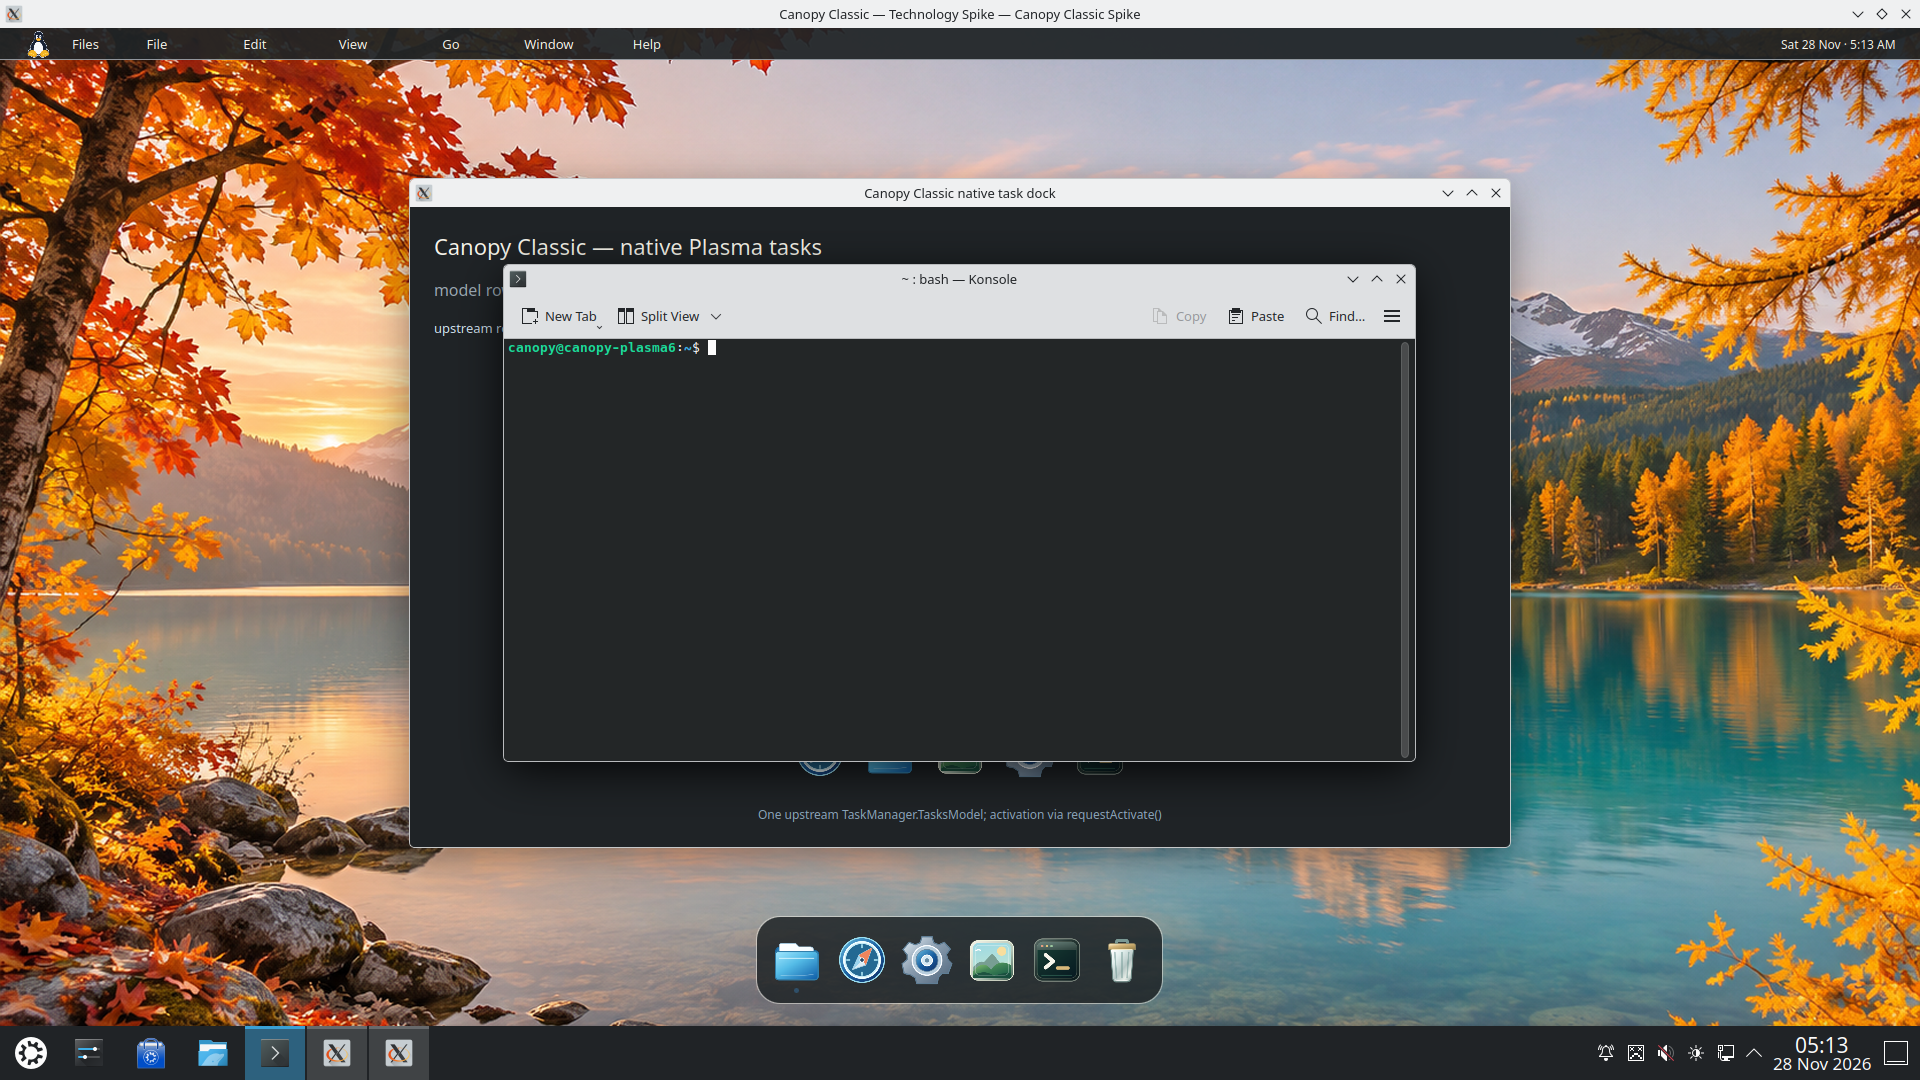 Canopy Classic — Technology Spike — Canopy Classic Spike
Files File Edit View Go Window Help Sat 28 Nov · 5:13 AM
Canopy Classic native task dock
Canopy Classic — native Plasma tasks
model
upstream
~ : bash — Konsole
New Tab Split View Copy Paste Find...
canopy@canopy-plasma6:~$
One upstream TaskManager.TasksModel; activation via requestActivate()
05:13
28 Nov 2026